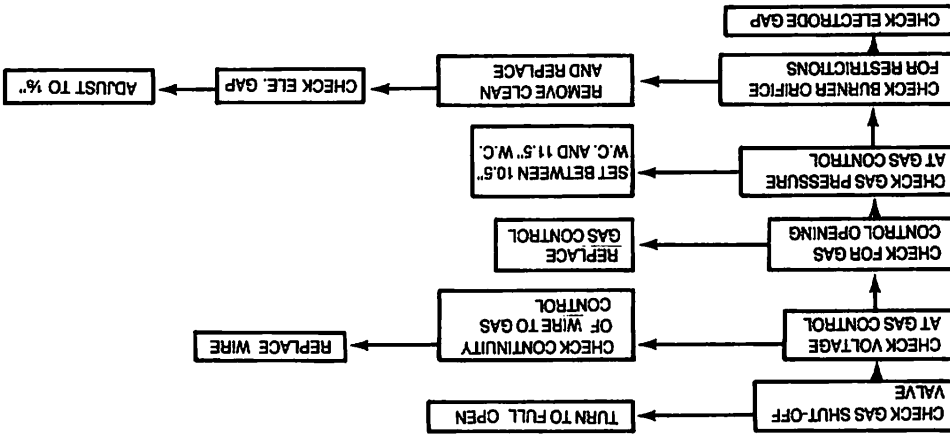 CHECK GAS SHUT-OFF
VALVE
TURN TO FULL OPEN
CHECK VOLTAGE
AT GAS CONTROL
CHECK CONTINUITY
OF WIRE TO GAS
CONTROL
REPLACE WIRE
CHECK FOR GAS
CONTROL OPENING
REPLACE
GAS CONTROL
CHECK GAS PRESSURE
AT GAS CONTROL
SET BETWEEN 10.5"
W.C. AND 11.5" W.C.
CHECK BURNER ORIFICE
FOR RESTRICTIONS
REMOVE CLEAN
AND REPLACE
CHECK ELE. GAP
ADJUST TO 1/8"
CHECK ELECTRODE GAP